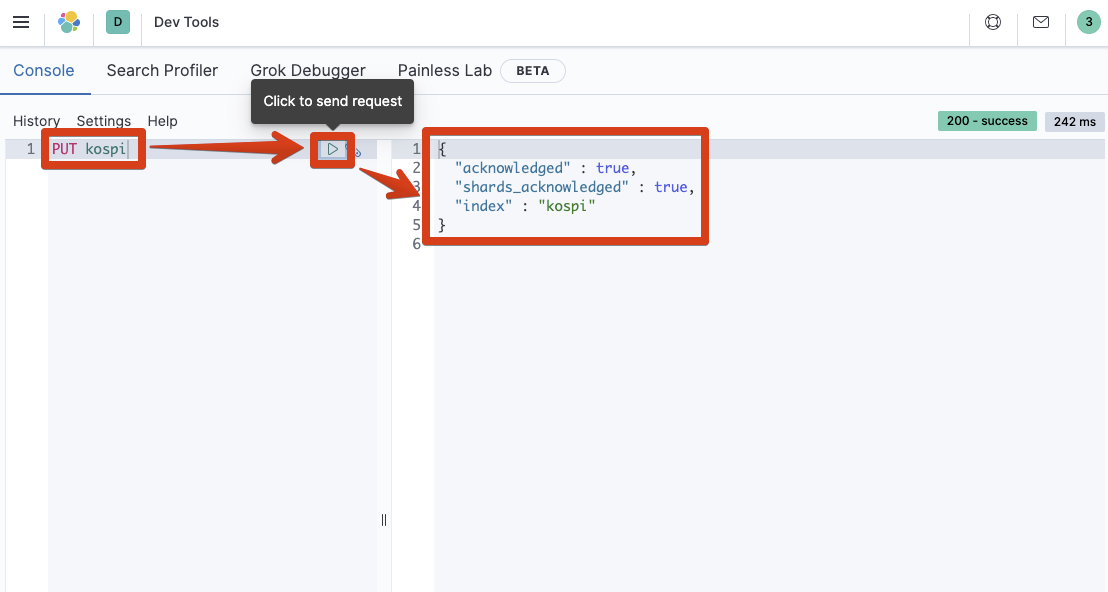 D Dev Tools 3
Console Search Profiler Grok Debugger Painless Lab BETA
Click to send request
History Settings Help 200 - success 242 ms
1 PUT kospi
1 {
2 "acknowledged" : true,
3 "shards_acknowledged" : true,
4 "index" : "kospi"
5 }
6